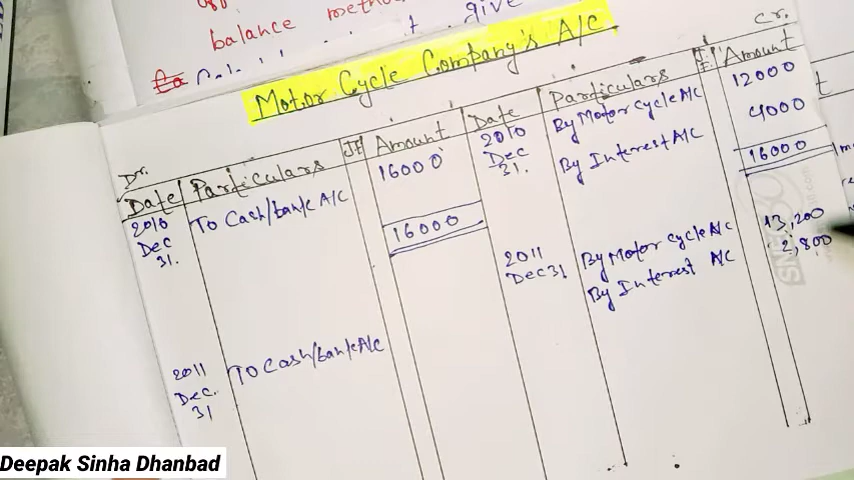 balance method
give
Motor Cycle Company's A/C.
Dr.
Cr.
Date Particulars J.F. Amount Date Particulars J.F. Amount
2010 Dec 31. To Cash/bank A/C 16000
16000
2010 Dec 31. By Motor Cycle A/C 12000
By Interest A/C 4000
16000
2011 Dec 31 By Motor Cycle A/C 13,200
By Interest A/C 2,800
2011 Dec. 31 To Cash/bank A/C
Deepak Sinha Dhanbad